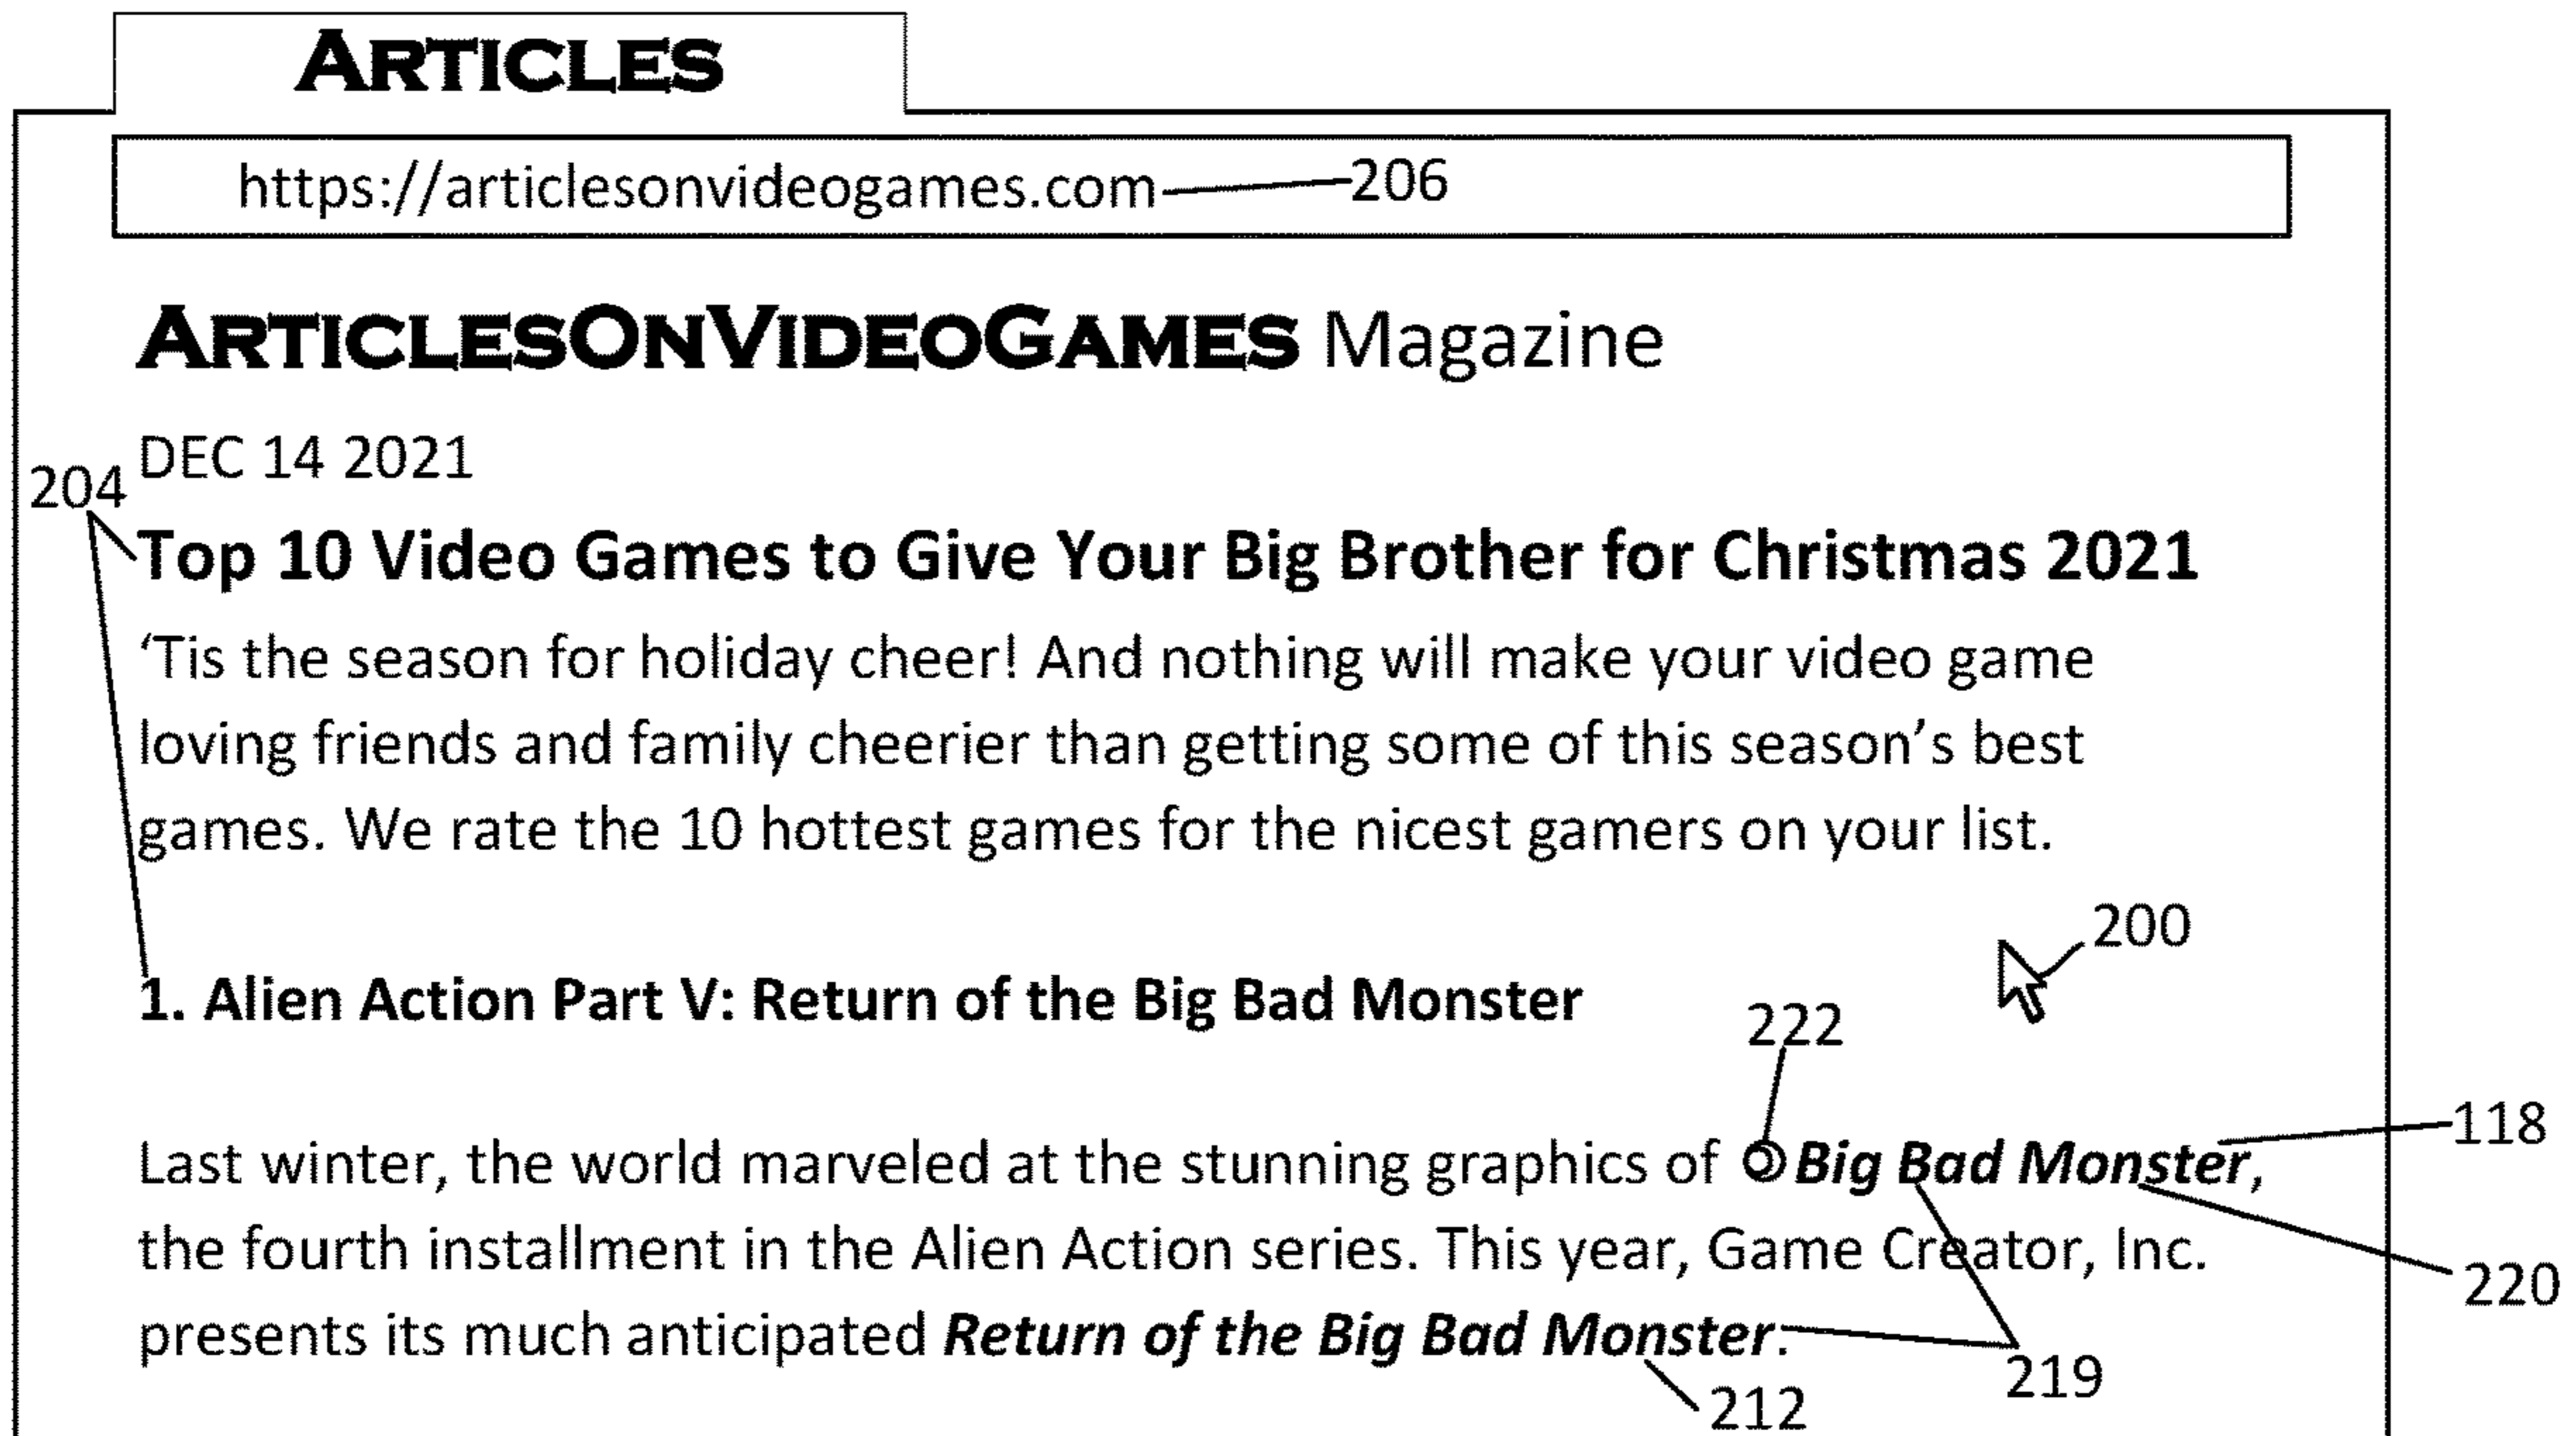 ARTICLES
https://articlesonvideogames.com 206
ARTICLESONVIDEOGAMES Magazine
DEC 14 2021
204
Top 10 Video Games to Give Your Big Brother for Christmas 2021
‘Tis the season for holiday cheer! And nothing will make your video game
loving friends and family cheerier than getting some of this season’s best
games. We rate the 10 hottest games for the nicest gamers on your list.
200
1. Alien Action Part V: Return of the Big Bad Monster
222
118
Last winter, the world marveled at the stunning graphics of Big Bad Monster,
the fourth installment in the Alien Action series. This year, Game Creator, Inc.
220
presents its much anticipated Return of the Big Bad Monster.
219
212